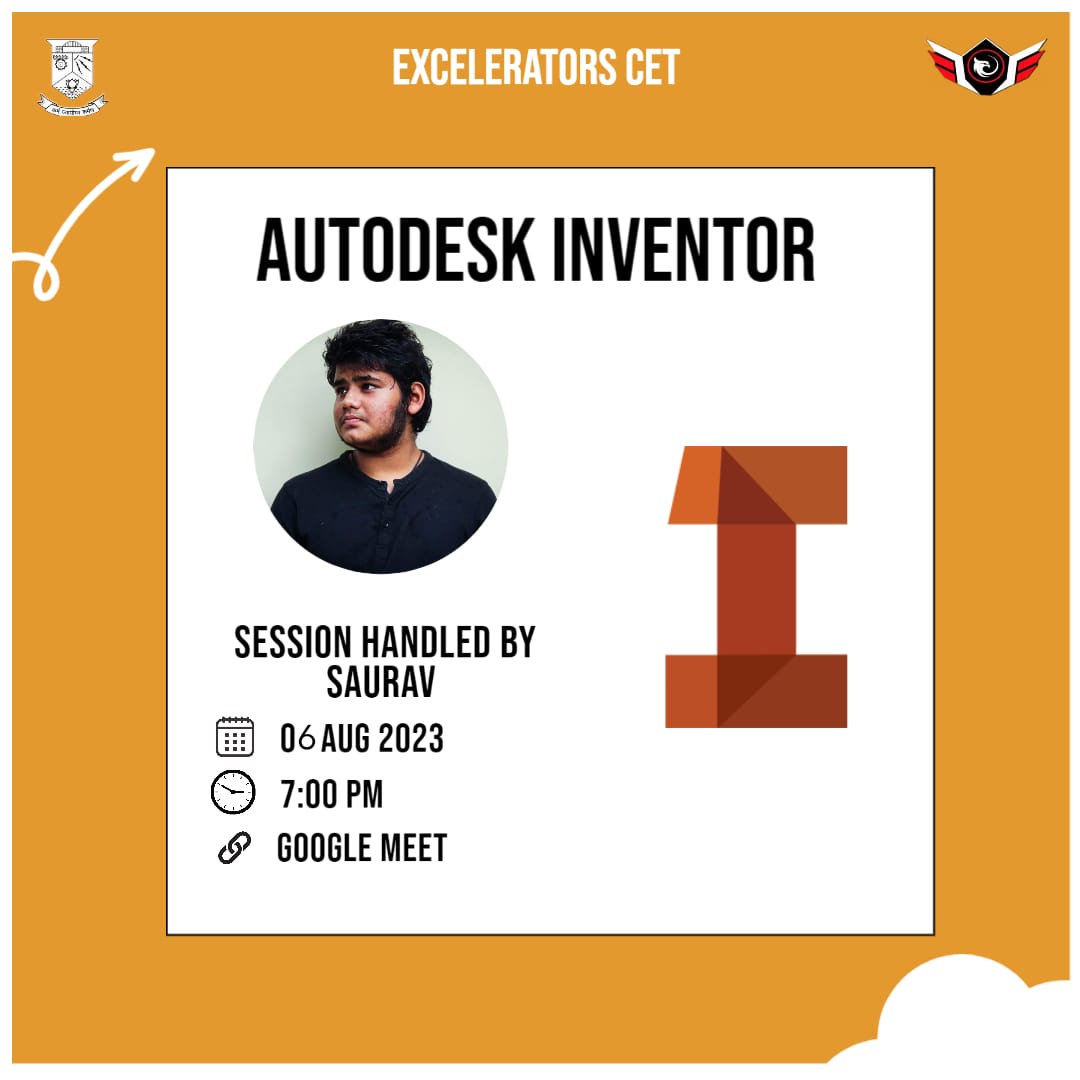 EXCELERATORS CET
AUTODESK INVENTOR
SESSION HANDLED BY
SAURAV
06 AUG 2023
7:00 PM
GOOGLE MEET